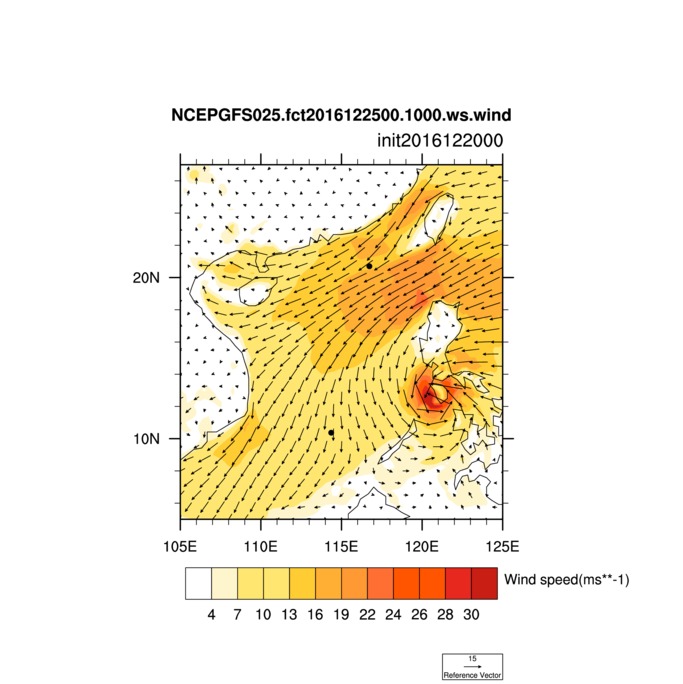 NCEPGFS025.fct2016122500.1000.ws.wind
init2016122000
20N
10N
105E 110E 115E 120E 125E
Wind speed(ms**-1)
4 7 10 13 16 19 22 24 26 28 30
15
Reference Vector